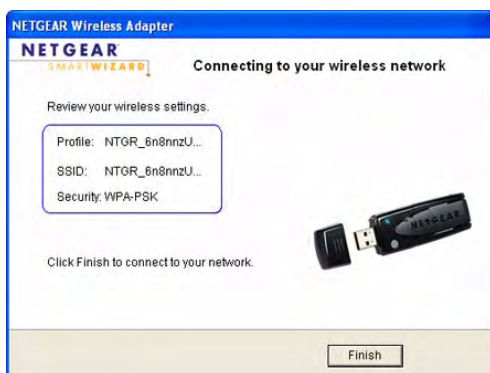 NETGEAR Wireless Adapter
NETGEAR
SMARTWIZARD
Connecting to your wireless network
Review your wireless settings.
Profile: NTGR_6n8nnzU...
SSID: NTGR_6n8nnzU...
Security: WPA-PSK
NETGEAR
Click Finish to connect to your network.
Finish